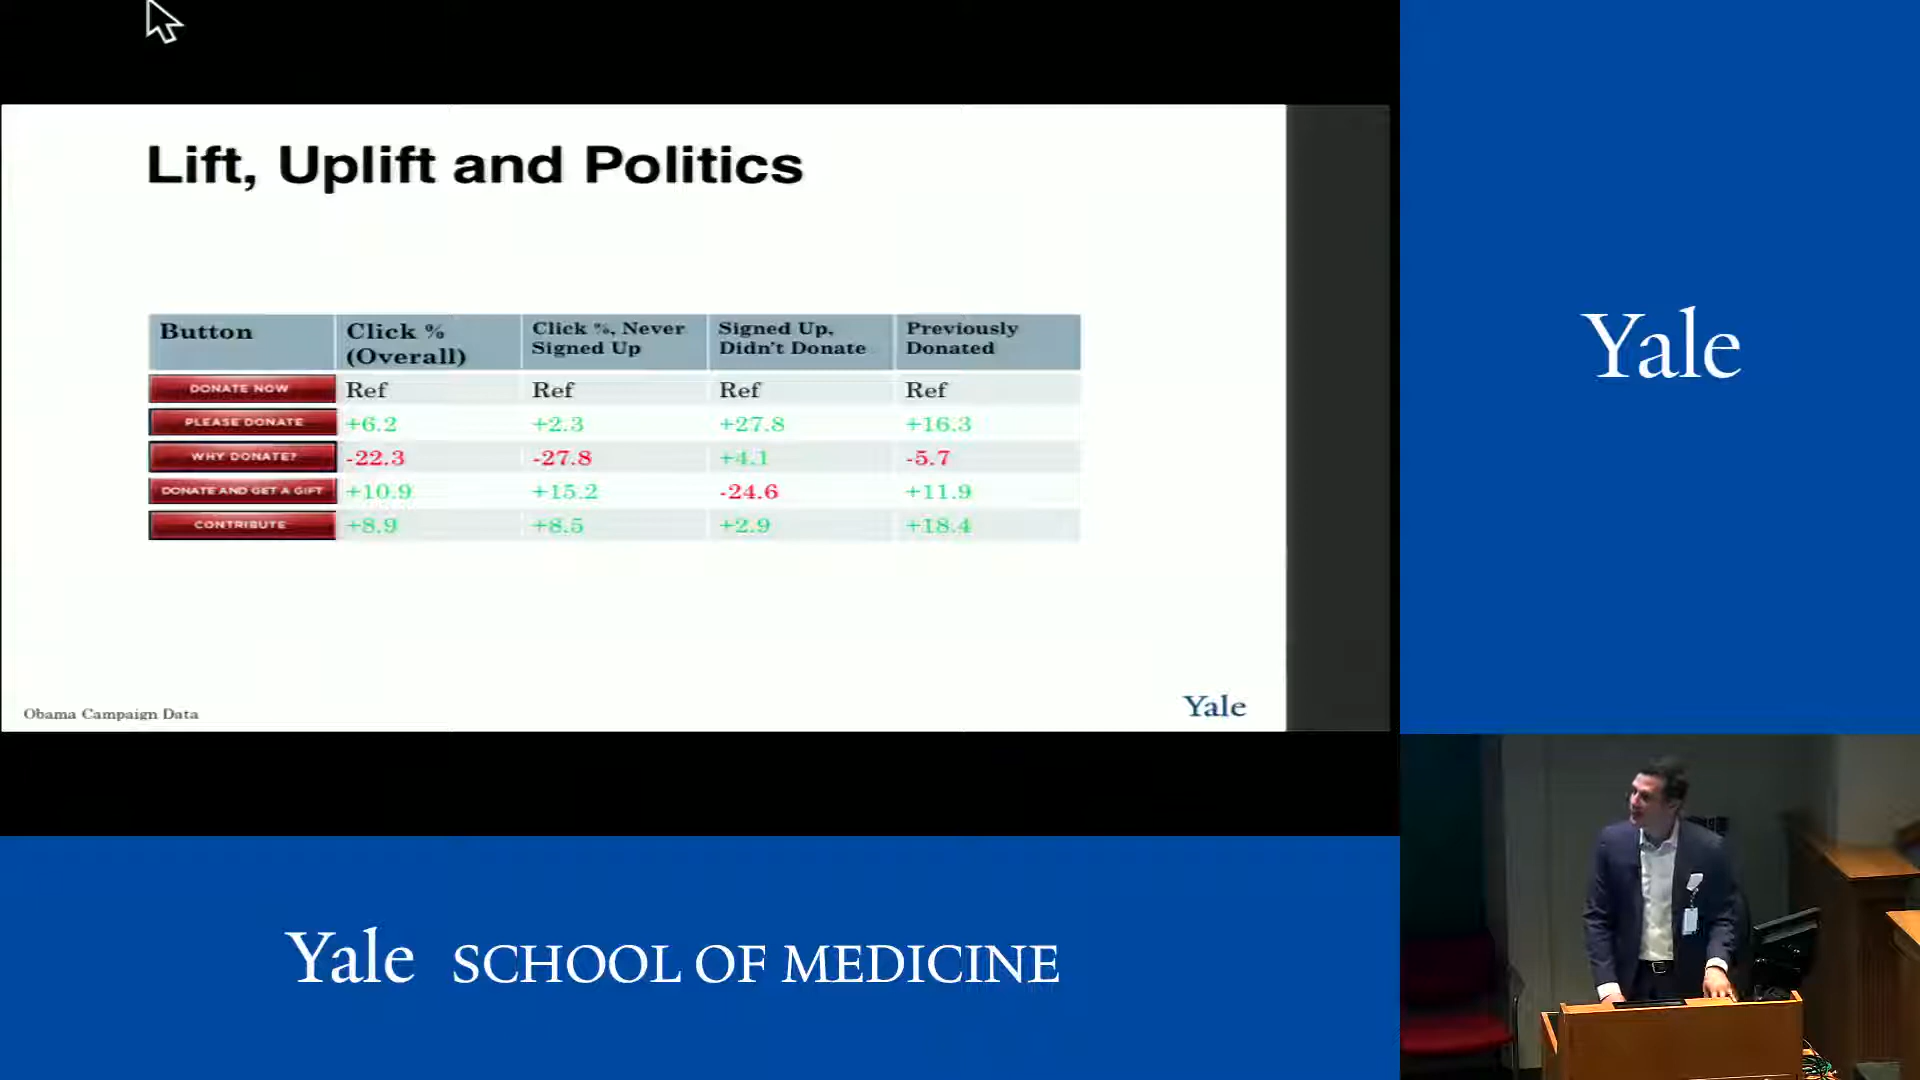 Lift, Uplift and Politics
Button Click % (Overall) Click %, Never Signed Up Signed Up, Didn't Donate Previously Donated
DONATE NOW Ref Ref Ref Ref
PLEASE DONATE +6.2 +2.3 +27.8 +16.3
WHY DONATE? -22.3 -27.8 +4.1 -5.7
DONATE AND GET A GIFT +10.9 +15.2 -24.6 +11.9
CONTRIBUTE +8.9 +8.5 +2.9 +18.4
Obama Campaign Data
Yale
Yale
Yale SCHOOL OF MEDICINE